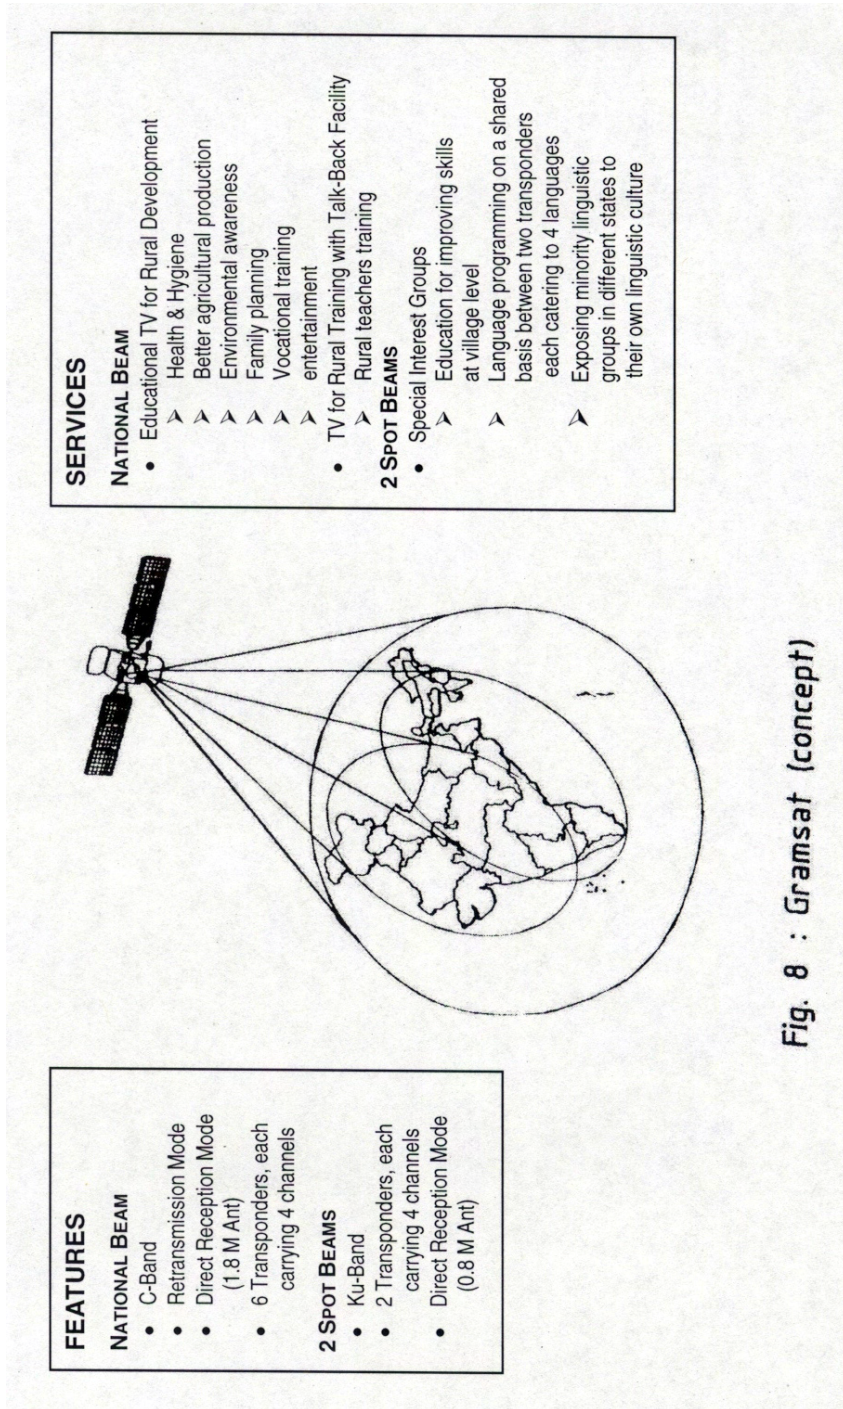 FEATURES
NATIONAL BEAM
• C-Band
• Retransmission Mode
• Direct Reception Mode
(1.8 M Ant)
• 6 Transponders, each
carrying 4 channels
2 SPOT BEAMS
• Ku-Band
• 2 Transponders, each
carrying 4 channels
• Direct Reception Mode
(0.8 M Ant)
SERVICES
NATIONAL BEAM
• Educational TV for Rural Development
➢ Health & Hygiene
➢ Better agricultural production
➢ Environmental awareness
➢ Family planning
➢ Vocational training
➢ entertainment
• TV for Rural Training with Talk-Back Facility
➢ Rural teachers training
2 SPOT BEAMS
• Special Interest Groups
➢ Education for improving skills
at village level
➢ Language programming on a shared
basis between two transponders
each catering to 4 languages
➢ Exposing minority linguistic
groups in different states to
their own linguistic culture
Fig. 8 : Gramsat (concept)